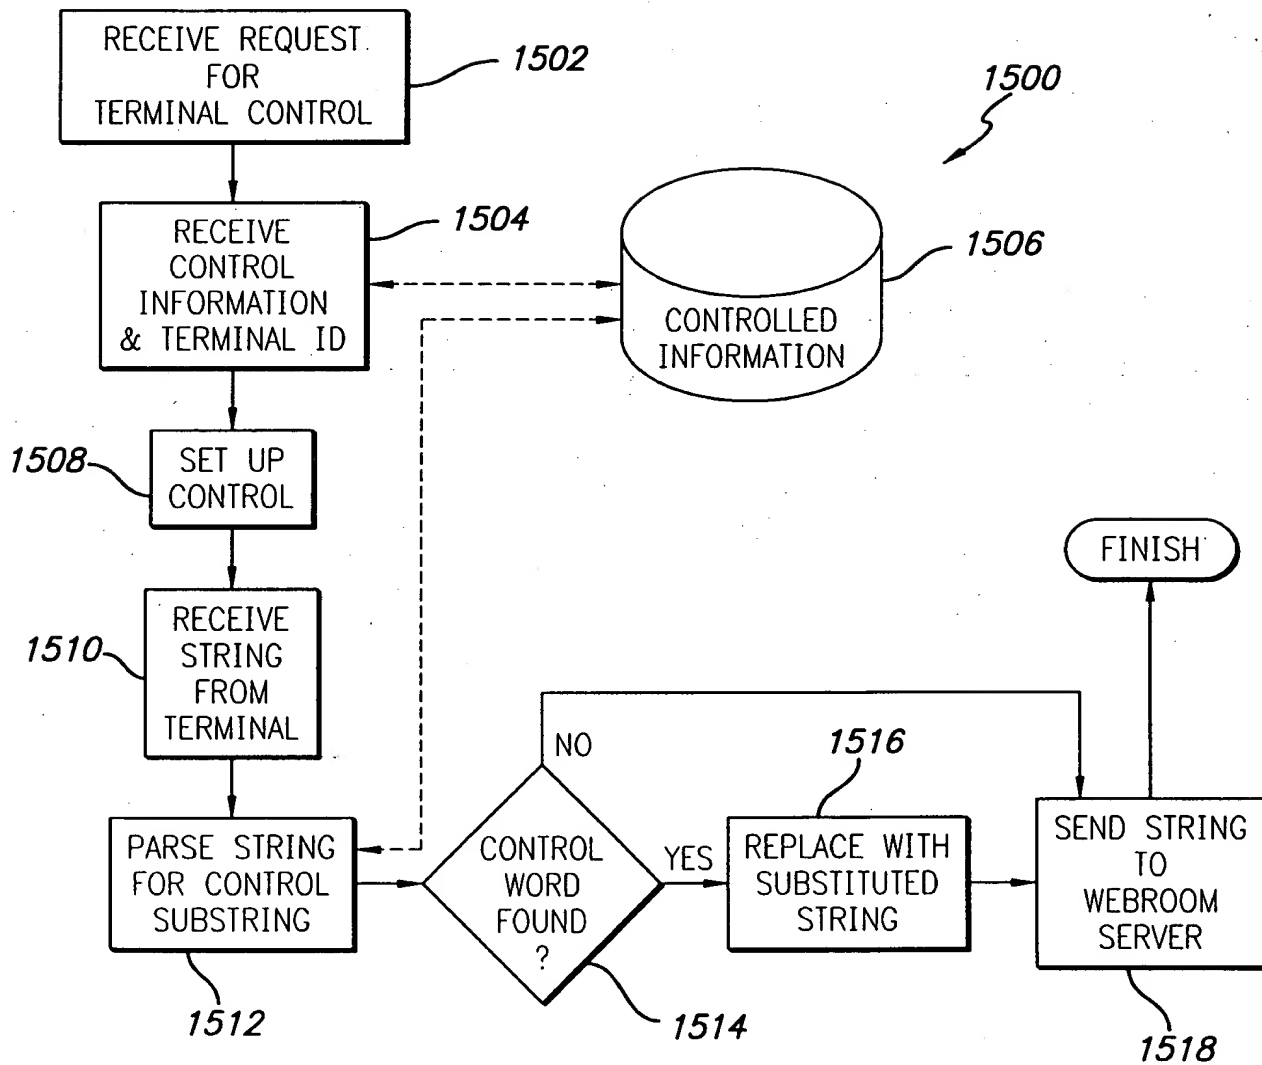 RECEIVE REQUEST
FOR
TERMINAL CONTROL
1502
1500
RECEIVE
CONTROL
INFORMATION
& TERMINAL ID
1504
CONTROLLED
INFORMATION
1506
SET UP
CONTROL
1508
RECEIVE
STRING
FROM
TERMINAL
1510
PARSE STRING
FOR CONTROL
SUBSTRING
1512
CONTROL
WORD
FOUND
?
1514
NO
YES
REPLACE WITH
SUBSTITUTED
STRING
1516
SEND STRING
TO
WEBROOM
SERVER
1518
FINISH